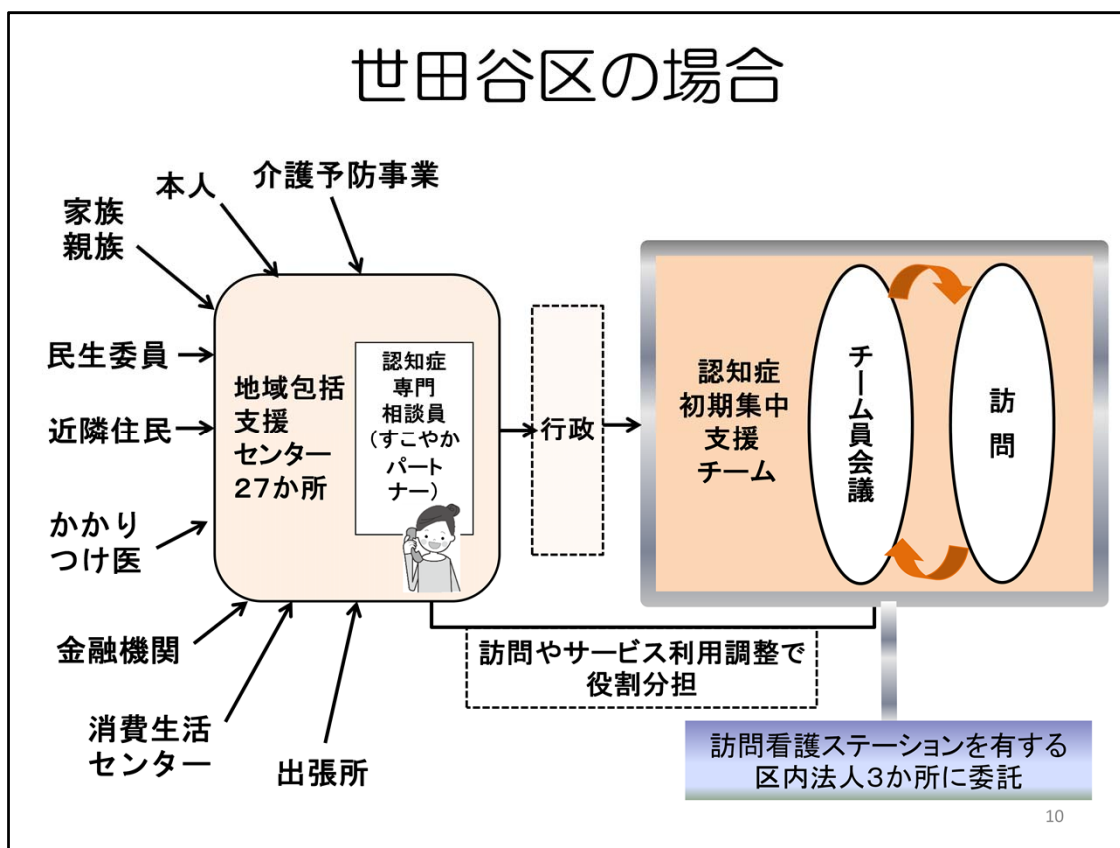 世田谷区の場合
介護予防事業
本人
家族
親族
民生委員
近隣住民
かかり
つけ医
金融機関
消費生活
センター
出張所
地域包括
支援
センター
27か所
認知症
専門
相談員
(すこやか
パート
ナー)
行政
認知症
初期集中
支援
チーム
チーム員会議
訪問
訪問やサービス利用調整で
役割分担
訪問看護ステーションを有する
区内法人3か所に委託
10